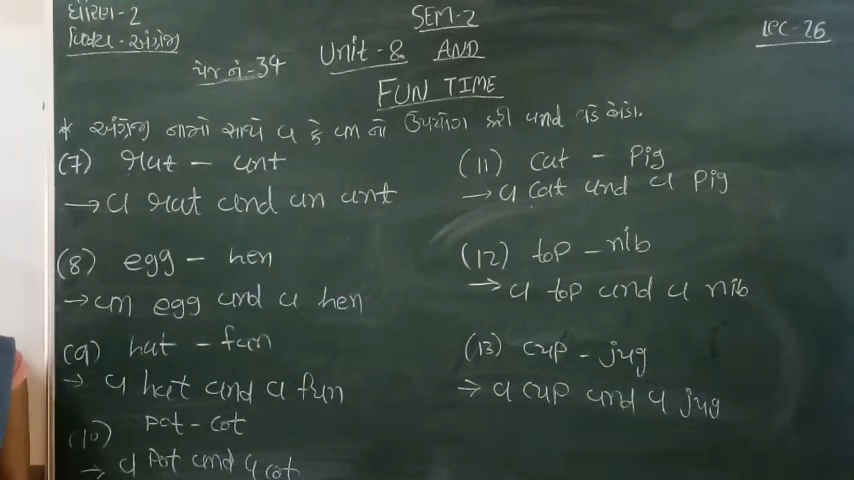 ધોરણ-2
વિષય-અંગ્રેજી
SEM-2
LEC-26
Unit-8 AND
પેજ નં-34
FUN TIME
* અંગ્રેજી નામો સાથે a કે an નો ઉપયોગ કરી and વડે જોડો.
(7) rat - ant
→ a rat and an ant
(8) egg - hen
→ an egg and a hen
(9) hat - fan
→ a hat and a fan
(10) pot - cot
→ a pot and a cot
(11) cat - pig
→ a cat and a pig
(12) top - nib
→ a top and a nib
(13) cup - jug
→ a cup and a jug